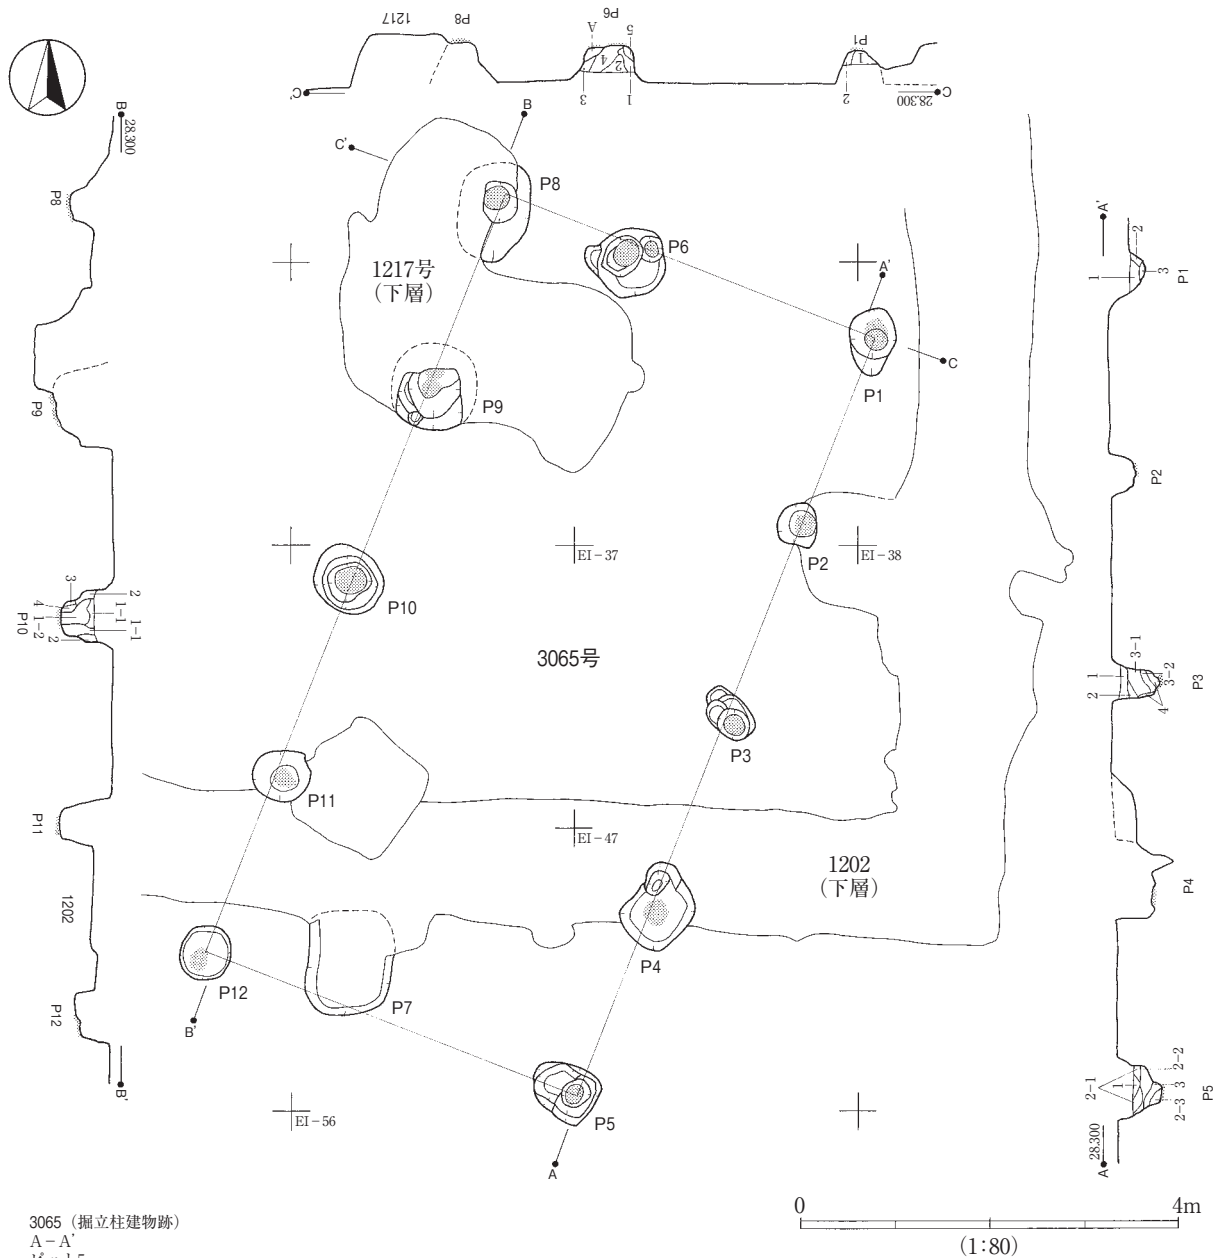 1217
P8
P6
A
5
4
2
3
1
P1
1
2
C'
28.300
C
B
28.300
P8
P9
3
4
1-2
2
P10
2
1-1
1-1
P11
1202
P12
B'
B
C'
P8
P6
1217号
(下層)
A'
P1
C
P9
P2
EI-37
EI-38
P10
3065号
P3
P11
EI-47
1202
(下層)
P4
P12
B'
P7
P5
EI-56
A
A'
2
1
3
P1
P2
3-1
1
3-2
2
4
P3
P4
2-2
2-1
1
3
2-3
P5
28.300
A
0
4m
(1:80)
3065 (掘立柱建物跡)
A-A'